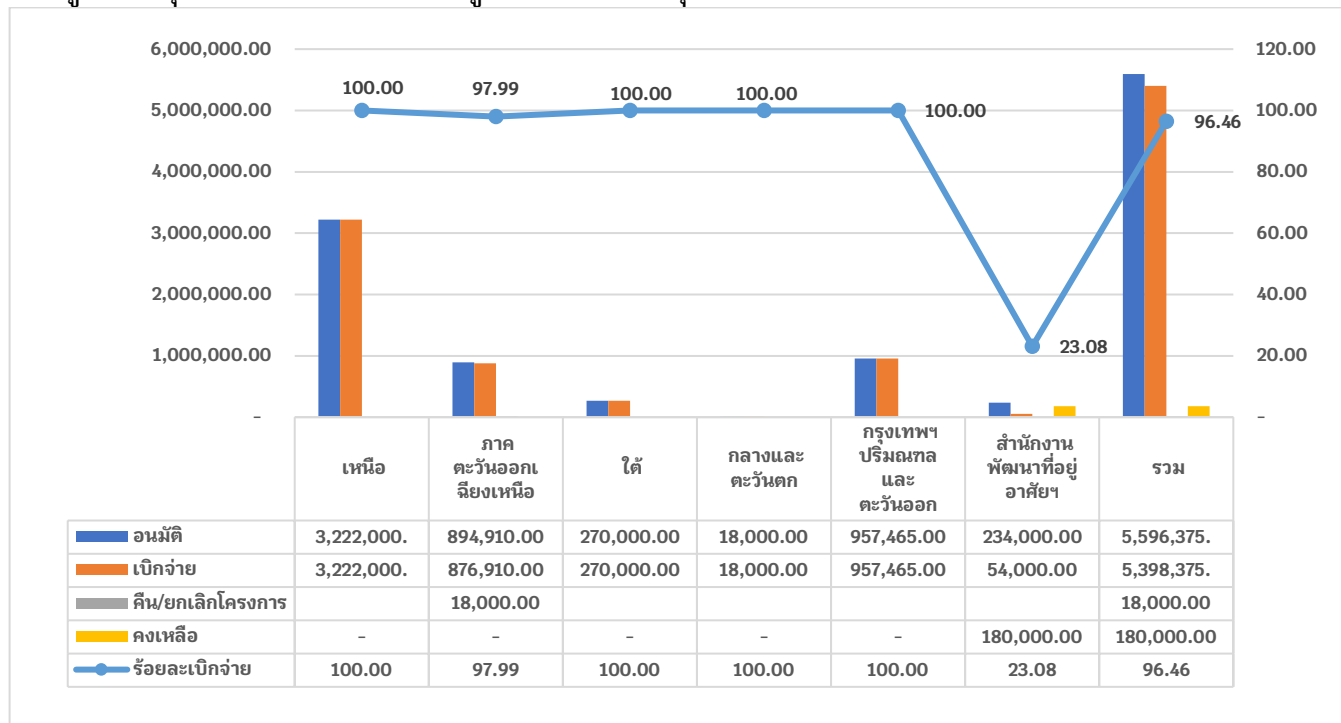 6,000,000.00
5,000,000.00
4,000,000.00
3,000,000.00
2,000,000.00
1,000,000.00
-
120.00
100.00
80.00
60.00
40.00
20.00
-
100.00
97.99
100.00
100.00
100.00
23.08
96.46
เหนือ
ภาค
ตะวันออกเ
ฉียงเหนือ
ใต้
กลางและ
ตะวันตก
กรุงเทพฯ
ปริมณฑล
และ
ตะวันออก
สำนักงาน
พัฒนาที่อยู่
อาศัยฯ
รวม
อนมัติ 3,222,000. 894,910.00 270,000.00 18,000.00 957,465.00 234,000.00 5,596,375.
เบิกจ่าย 3,222,000. 876,910.00 270,000.00 18,000.00 957,465.00 54,000.00 5,398,375.
คืน/ยกเลิกโครงการ 18,000.00 18,000.00
คงเหลือ - - - - - 180,000.00 180,000.00
ร้อยละเบิกจ่าย 100.00 97.99 100.00 100.00 100.00 23.08 96.46